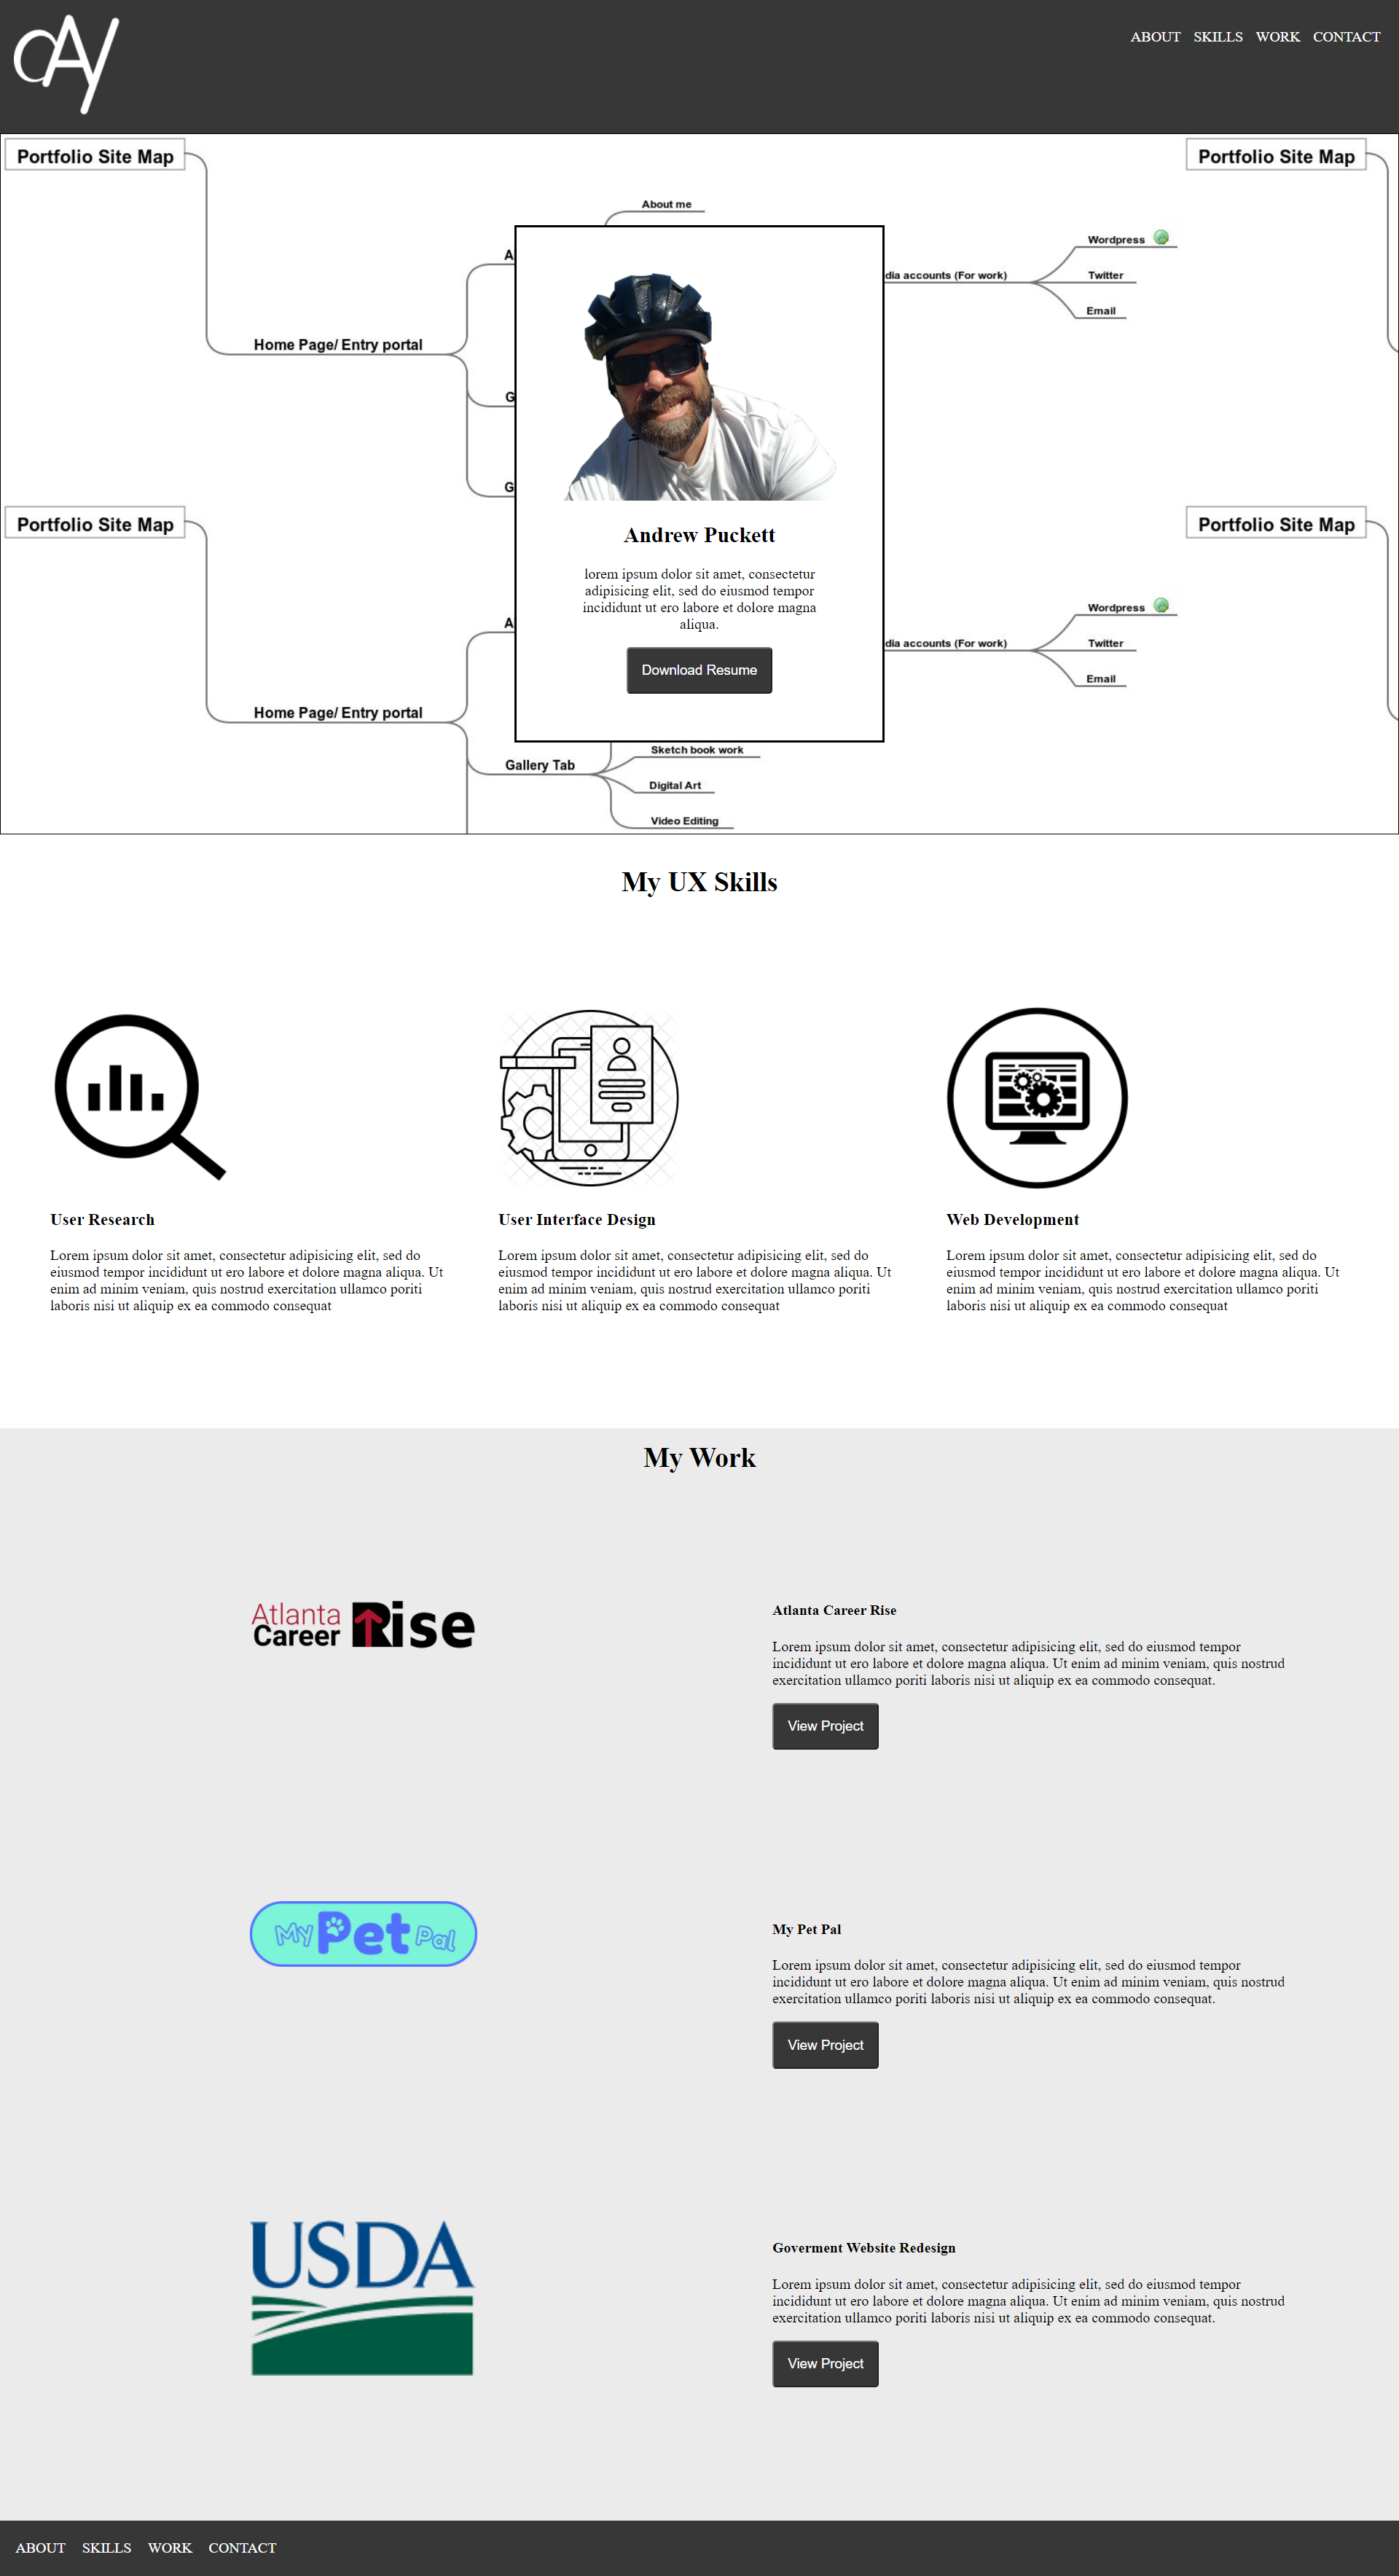 CAY
ABOUT SKILLS WORK CONTACT
Portfolio Site Map
Portfolio Site Map
About me
Wordpress
A
dia accounts (For work)
Twitter
Email
Home Page/ Entry portal
G
G
Portfolio Site Map
Portfolio Site Map
Andrew Puckett
lorem ipsum dolor sit amet, consectetur
adipisicing elit, sed do eiusmod tempor
incididunt ut ero labore et dolore magna
aliqua.
Download Resume
Wordpress
A
dia accounts (For work)
Twitter
Email
Home Page/ Entry portal
Sketch book work
Gallery Tab
Digital Art
Video Editing
My UX Skills
User Research
Lorem ipsum dolor sit amet, consectetur adipisicing elit, sed do
eiusmod tempor incididunt ut ero labore et dolore magna aliqua. Ut
enim ad minim veniam, quis nostrud exercitation ullamco poriti
laboris nisi ut aliquip ex ea commodo consequat
User Interface Design
Lorem ipsum dolor sit amet, consectetur adipisicing elit, sed do
eiusmod tempor incididunt ut ero labore et dolore magna aliqua. Ut
enim ad minim veniam, quis nostrud exercitation ullamco poriti
laboris nisi ut aliquip ex ea commodo consequat
Web Development
Lorem ipsum dolor sit amet, consectetur adipisicing elit, sed do
eiusmod tempor incididunt ut ero labore et dolore magna aliqua. Ut
enim ad minim veniam, quis nostrud exercitation ullamco poriti
laboris nisi ut aliquip ex ea commodo consequat
My Work
Atlanta
Career Rise
Atlanta Career Rise
Lorem ipsum dolor sit amet, consectetur adipisicing elit, sed do eiusmod tempor
incididunt ut ero labore et dolore magna aliqua. Ut enim ad minim veniam, quis nostrud
exercitation ullamco poriti laboris nisi ut aliquip ex ea commodo consequat.
View Project
My Pet Pal
My Pet Pal
Lorem ipsum dolor sit amet, consectetur adipisicing elit, sed do eiusmod tempor
incididunt ut ero labore et dolore magna aliqua. Ut enim ad minim veniam, quis nostrud
exercitation ullamco poriti laboris nisi ut aliquip ex ea commodo consequat.
View Project
USDA
Goverment Website Redesign
Lorem ipsum dolor sit amet, consectetur adipisicing elit, sed do eiusmod tempor
incididunt ut ero labore et dolore magna aliqua. Ut enim ad minim veniam, quis nostrud
exercitation ullamco poriti laboris nisi ut aliquip ex ea commodo consequat.
View Project
ABOUT SKILLS WORK CONTACT